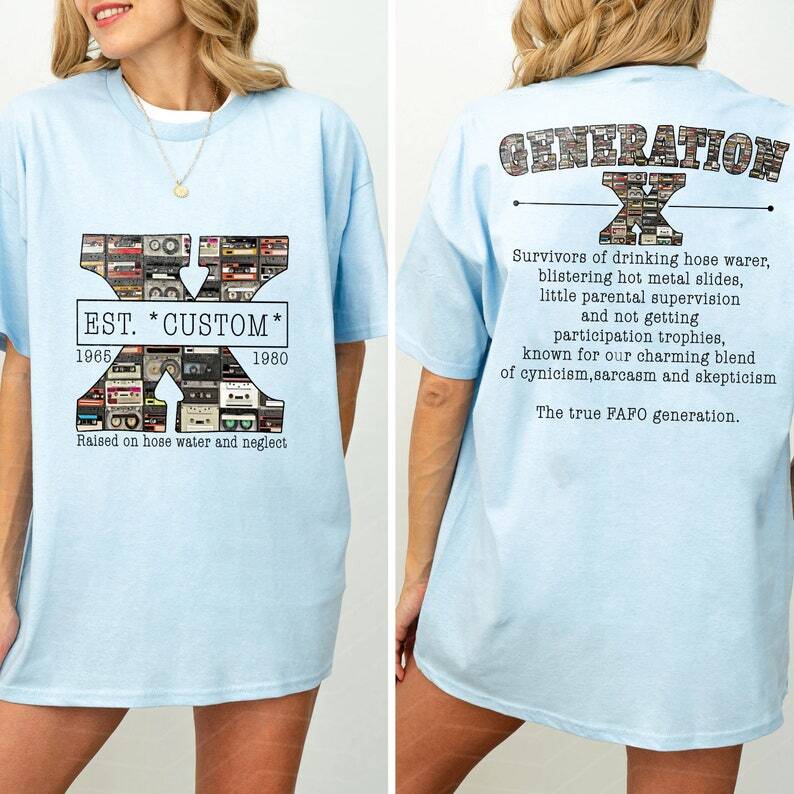 EST. *CUSTOM*
1965 1980
Raised on hose water and neglect
GENERATION
X
Survivors of drinking hose warer,
blistering hot metal slides,
little parental supervision
and not getting
participation trophies,
known for our charming blend
of cynicism,sarcasm and skepticism
The true FAFO generation.